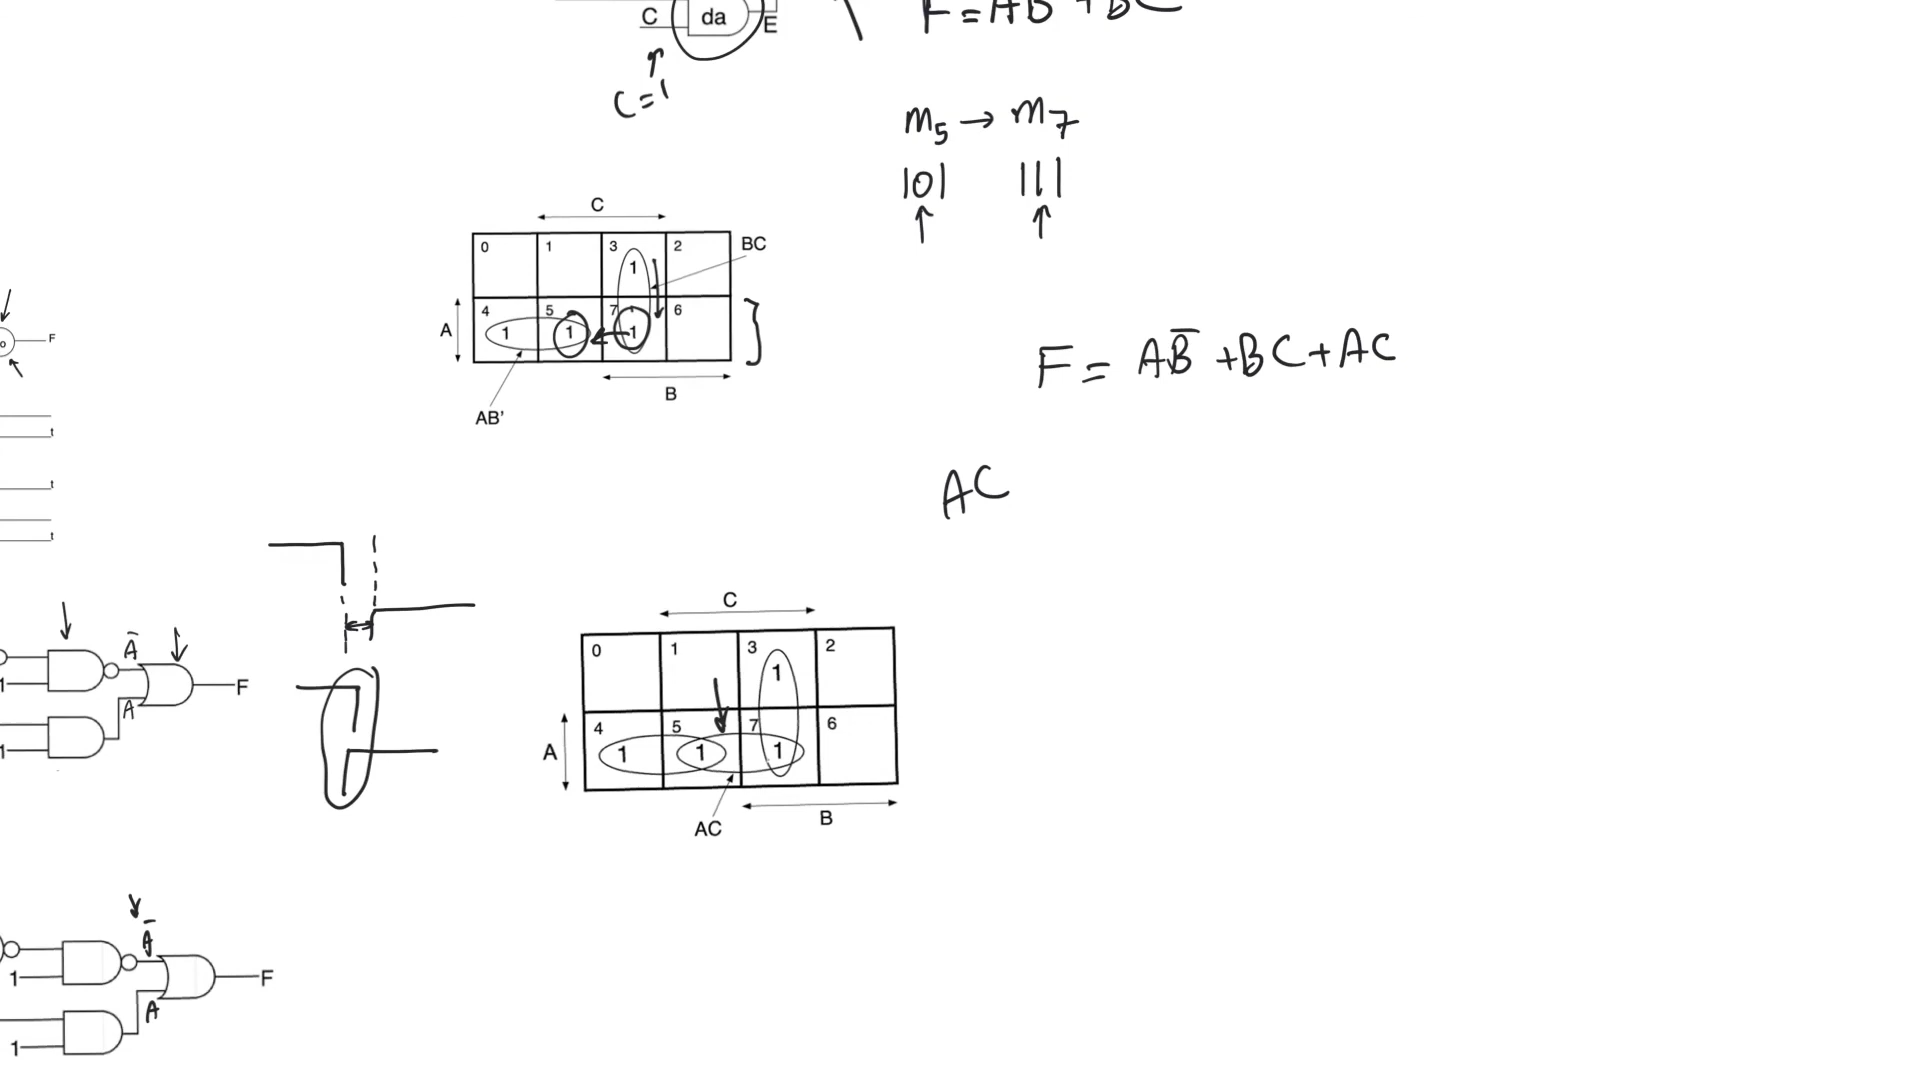 C da E
F = AB̅ + BC
C=1
m5 → m7
101 111
C
0 1 3 2 BC
1
A 4 5 7 6
1 1 1
B
AB'
F
F = AB̅ + BC + AC
t
t
t
AC
C
0 1 3 2
1
A 4 5 7 6
1 1 1
AC B
A̅
1 F
A
1
A̅
1 F
A
1